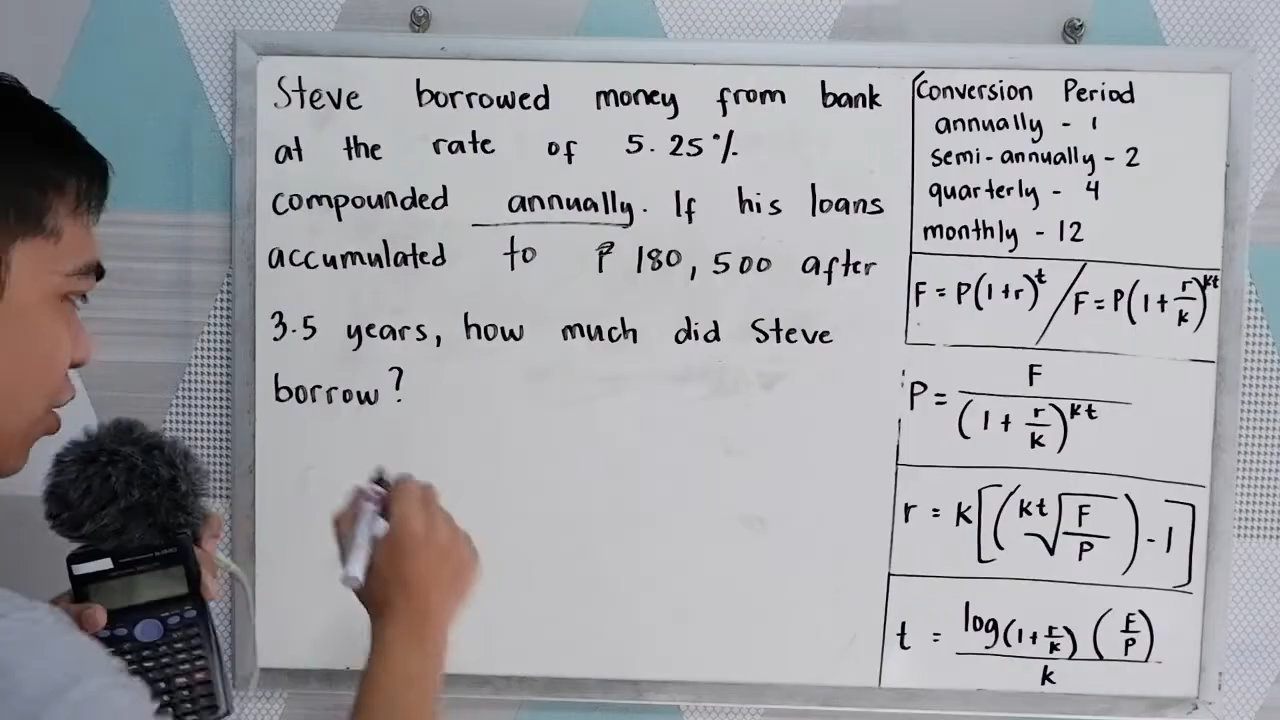 Steve borrowed money from bank
at the rate of 5.25%
compounded annually. If his loans
accumulated to ₱ 180,500 after
3.5 years, how much did Steve
borrow?
Conversion Period
annually - 1
semi-annually - 2
quarterly - 4
monthly - 12
F = P(1+r)^t / F = P(1 + r/k)^kt
P = F / (1 + r/k)^kt
r = k[(kt√(F/P)) - 1]
t = log(1+r/k) (F/P) / k